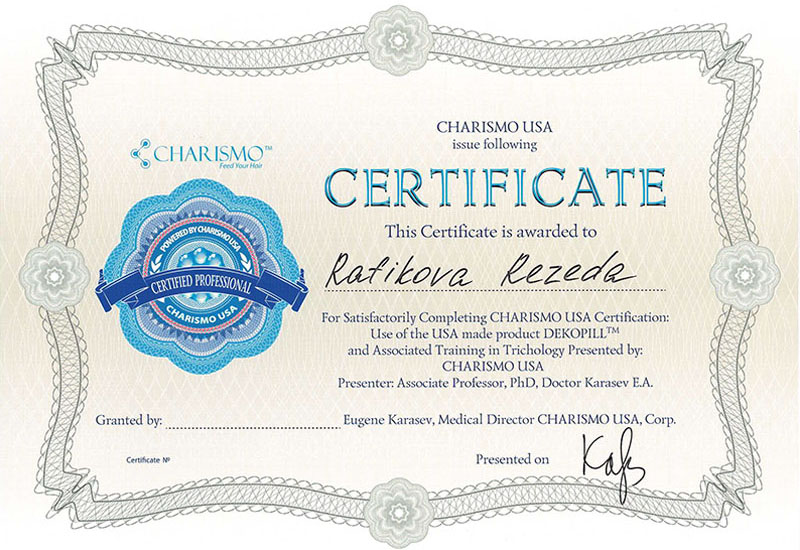 CHARISMO USA
issue following
CHARISMO™
Feed Your Hair
CERTIFICATE
This Certificate is awarded to
Rafikova Rezeda
POWERED BY CHARISMO USA
CERTIFIED PROFESSIONAL
CHARISMO USA
For Satisfactorily Completing CHARISMO USA Certification:
Use of the USA made product DEKOPILL™
and Associated Training in Trichology Presented by:
CHARISMO USA
Presenter: Associate Professor, PhD, Doctor Karasev E.A.
Granted by: Eugene Karasev, Medical Director CHARISMO USA, Corp.
Certificate № Presented on